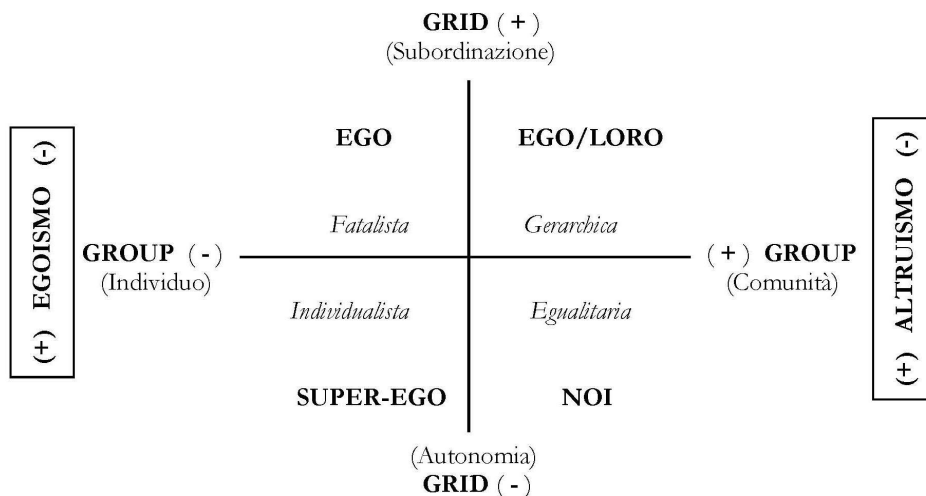 GRID ( + )
(Subordinazione)
EGO
EGO/LORO
(+) EGOISMO (-)
(+) ALTRUISMO (-)
Fatalista
Gerarchica
GROUP ( - )
(Individuo)
( + ) GROUP
(Comunità)
Individualista
Egualitaria
SUPER-EGO
NOI
(Autonomia)
GRID ( - )